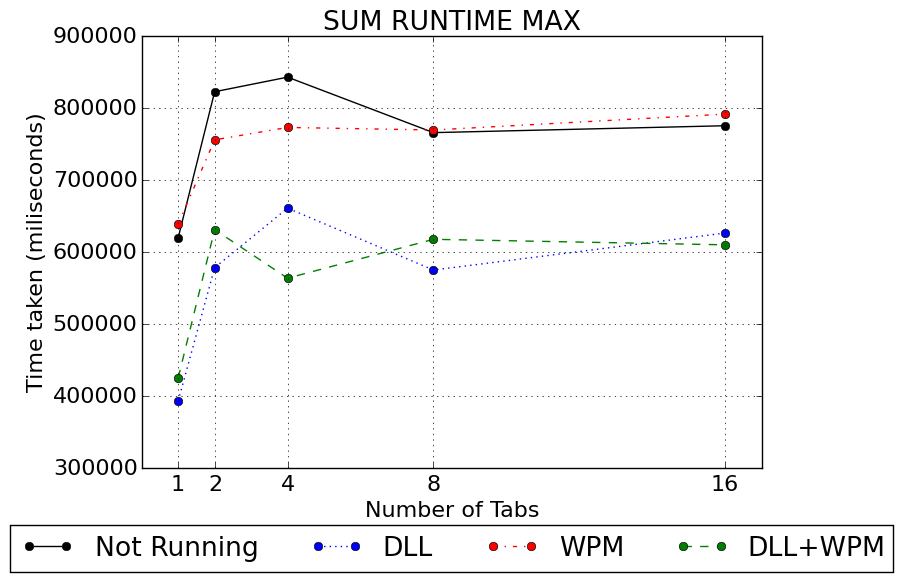 SUM RUNTIME MAX
900000
800000
700000
600000
500000
400000
300000
Time taken (miliseconds)
1 2 4 8 16
Number of Tabs
Not Running DLL WPM DLL+WPM